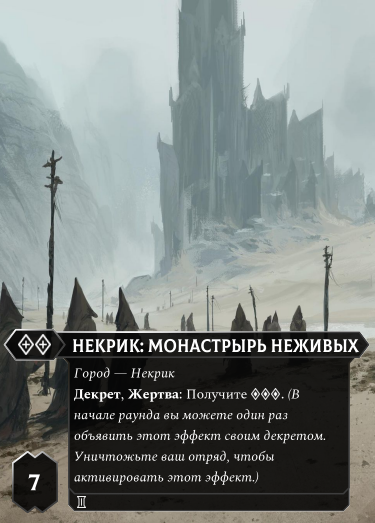 НЕКРИК: МОНАСТРЫРЬ НЕЖИВЫХ
Город — Некрик
Декрет, Жертва: Получите ⟡⟡⟡. (В
начале раунда вы можете один раз
объявить этот эффект своим декретом.
Уничтожьте ваш отряд, чтобы
активировать этот эффект.)
7